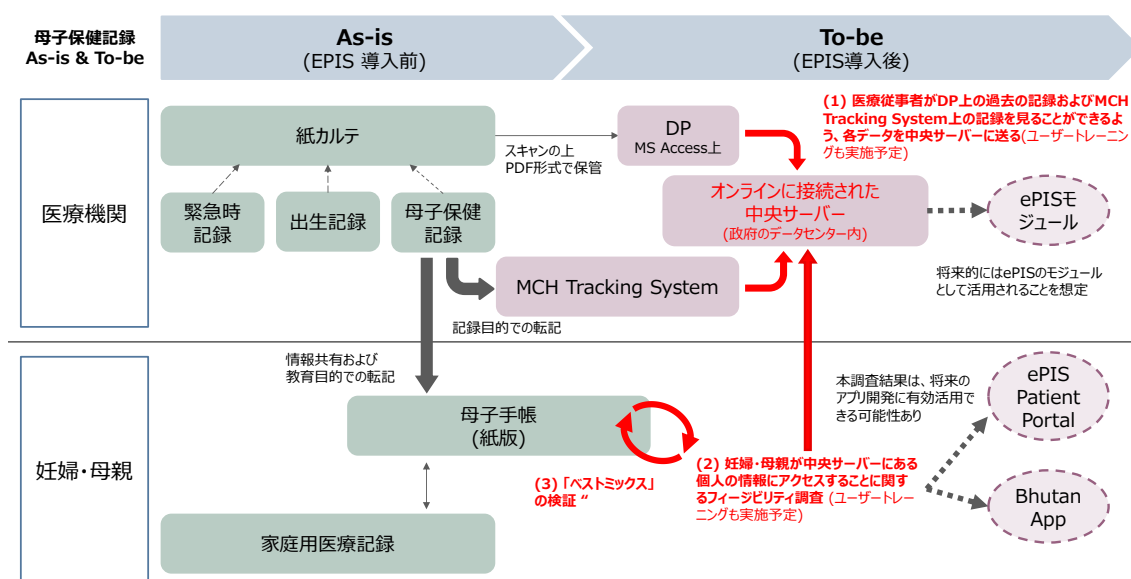 母子保健記録
As-is & To-be
As-is
(EPIS 導入前)
To-be
(EPIS導入後)
医療機関
紙カルテ
スキャンの上
PDF形式で保管
DP
MS Access上
(1) 医療従事者がDP上の過去の記録およびMCH
Tracking System上の記録を見ることができるよ
う、各データを中央サーバーに送る(ユーザートレーニン
グも実施予定)
緊急時
記録
出生記録
母子保健
記録
オンラインに接続された
中央サーバー
(政府のデータセンター内)
ePISモ
ジュール
MCH Tracking System
将来的にはePISのモジュール
として活用されることを想定
記録目的での転記
妊婦・母親
情報共有および
教育目的での転記
母子手帳
(紙版)
本調査結果は、将来の
アプリ開発に有効活用で
きる可能性あり
ePIS
Patient
Portal
(3) 「ベストミックス」
の検証 “
(2) 妊婦・母親が中央サーバーにある
個人の情報にアクセスすることに関す
るフィージビリティ調査 (ユーザートレー
ニングも実施予定)
Bhutan
App
家庭用医療記録